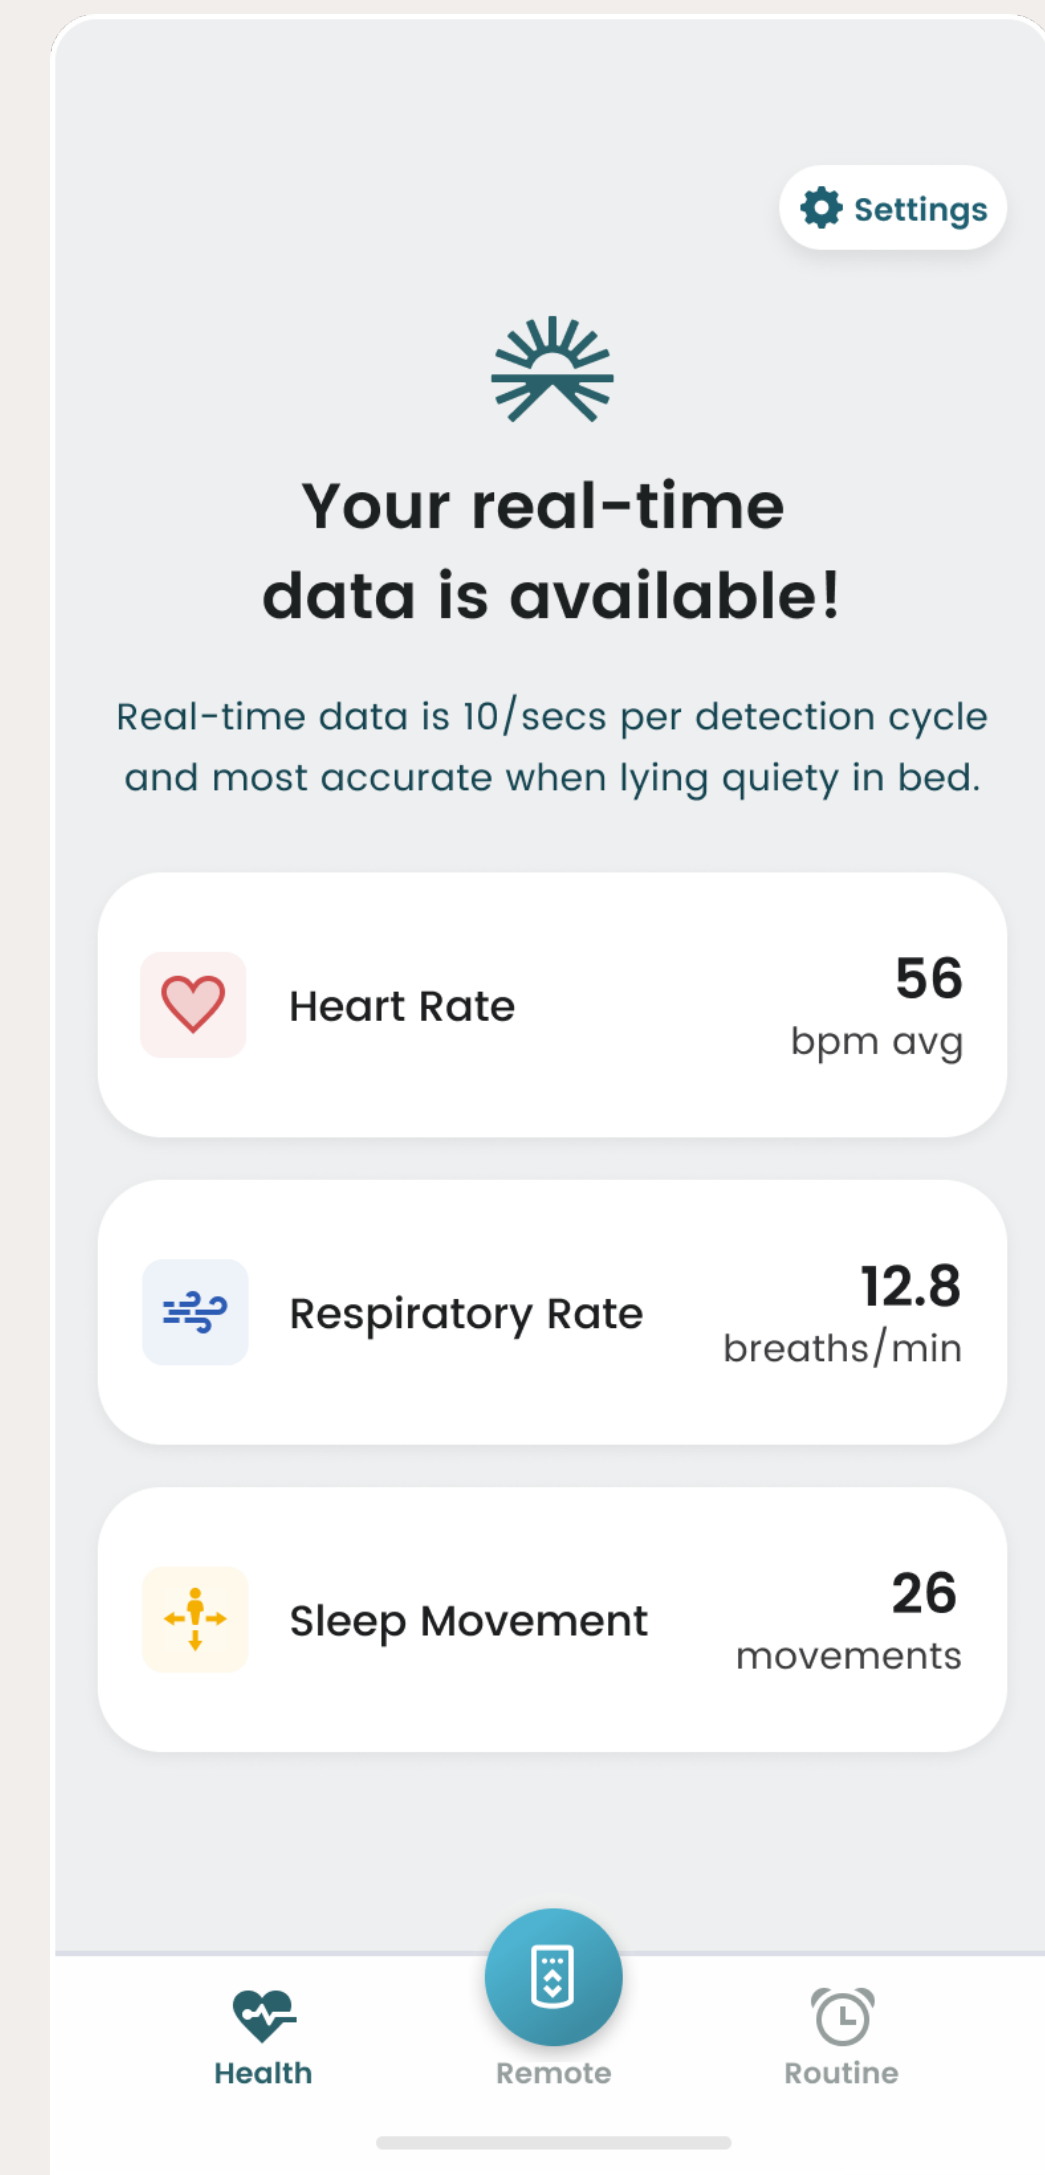 Settings
Your real-time
data is available!
Real-time data is 10/secs per detection cycle
and most accurate when lying quiety in bed.
Heart Rate
56
bpm avg
Respiratory Rate
12.8
breaths/min
Sleep Movement
26
movements
Health
Remote
Routine